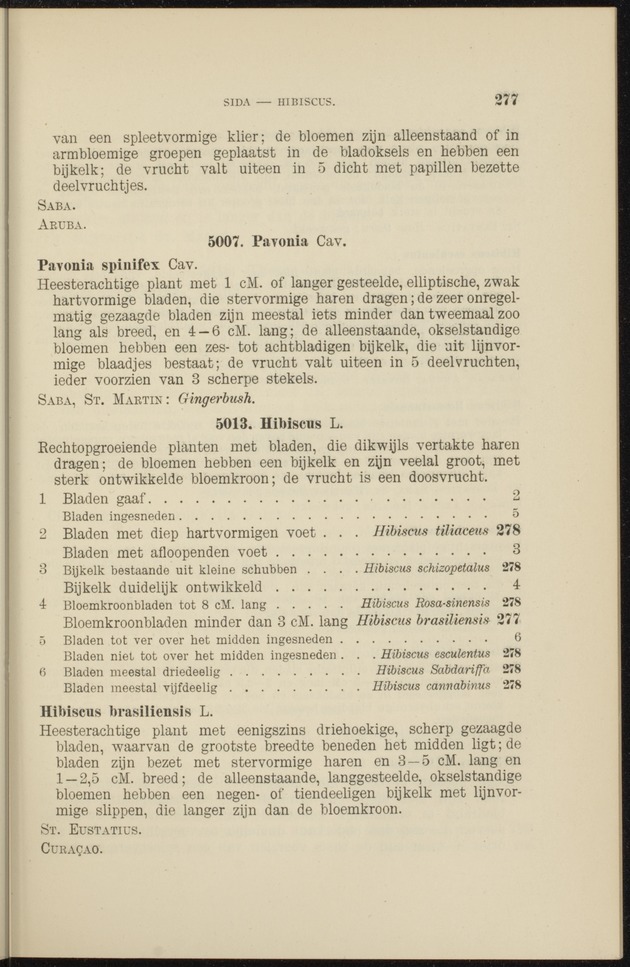 SIDA — HIBISCUS. 277
van een spleetvormige klier; de bloemen zijn alleenstaand of in
armbloemige groepen geplaatst in de bladoksels en hebben een
bijkelk; de vrucht valt uiteen in 5 dicht met papillen bezette
deelvruchtjes.
SABA.
ARUBA.
5007. Pavonia Cav.
Pavonia spinifex Cav.
Heesterachtige plant met 1 cM. of langer gesteelde, elliptische, zwak
hartvormige bladen, die stervormige haren dragen; de zeer onregel-
matig gezaagde bladen zijn meestal iets minder dan tweemaal zoo
lang als breed, en 4—6 cM. lang; de alleenstaande, okselstandige
bloemen hebben een zes- tot achtbladigen bijkelk, die uit lijnvor-
mige blaadjes bestaat; de vrucht valt uiteen in 5 deelvruchten,
ieder voorzien van 3 scherpe stekels.
SABA, ST. MARTIN: Gingerbush.
5013. Hibiscus L.
Rechtopgroeiende planten met bladen, die dikwijls vertakte haren
dragen; de bloemen hebben een bijkelk en zijn veelal groot, met
sterk ontwikkelde bloemkroon; de vrucht is een doosvrucht.
1 Bladen gaaf. . . . . . . . . . . . . . . . . . . . . . 2
Bladen ingesneden . . . . . . . . . . . . . . . . . . . . 5
2 Bladen met diep hartvormigen voet . . . Hibiscus tiliaceus 278
Bladen met afloopenden voet . . . . . . . . . . . . . . 3
3 Bijkelk bestaande uit kleine schubben . . . . Hibiscus schizopetalus 278
Bijkelk duidelijk ontwikkeld . . . . . . . . . . . . . . 4
4 Bloemkroonbladen tot 8 cM. lang . . . . . Hibiscus Rosa-sinensis 278
Bloemkroonbladen minder dan 3 cM. lang Hibiscus brasiliensis 277
5 Bladen tot ver over het midden ingesneden . . . . . . . . . . 6
Bladen niet tot over het midden ingesneden . . . Hibiscus esculentus 278
6 Bladen meestal driedeelig . . . . . . . . . Hibiscus Sabdariffa 278
Bladen meestal vijfdeelig . . . . . . . . . Hibiscus cannabinus 278
Hibiscus brasiliensis L.
Heesterachtige plant met eenigszins driehoekige, scherp gezaagde
bladen, waarvan de grootste breedte beneden het midden ligt; de
bladen zijn bezet met stervormige haren en 3—5 cM. lang en
1—2,5 cM. breed; de alleenstaande, langgesteelde, okselstandige
bloemen hebben een negen- of tiendeeligen bijkelk met lijnvor-
mige slippen, die langer zijn dan de bloemkroon.
ST. EUSTATIUS.
CURAÇAO.